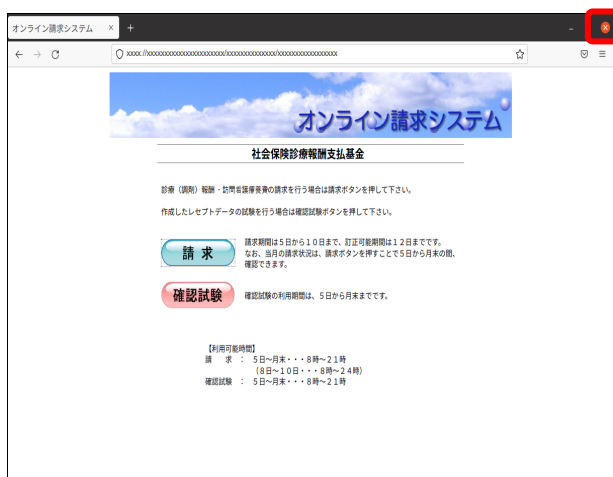 オンライン請求システム
xxxx://xxxxxxxxxxxxxxxxxxxxxxx/xxxxxxxxxxxxxx/xxxxxxxxxxxxxxxxx
オンライン請求システム
社会保険診療報酬支払基金
診療（調剤）報酬・訪問看護療養費の請求を行う場合は請求ボタンを押して下さい。
作成したレセプトデータの試験を行う場合は確認試験ボタンを押して下さい。
請 求
請求期間は５日から１０日まで、訂正可能期間は１２日までです。
なお、当月の請求状況は、請求ボタンを押すことで５日から月末の間、
確認できます。
確認試験
確認試験の利用期間は、５日から月末までです。
【利用可能時間】
請　求　：　５日～月末・・・８時～２１時
（８日～１０日・・・８時～２４時）
確認試験　：　５日～月末・・・８時～２１時